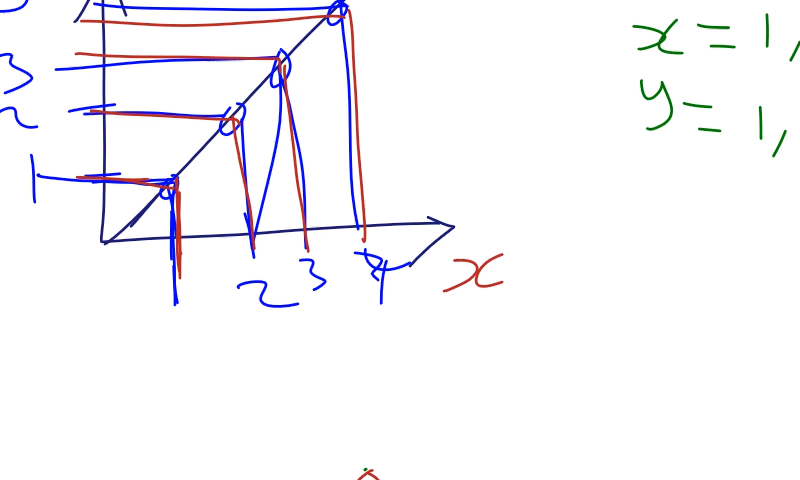 x = 1,
y = 1,
3
2
1
1 2 3 4 x